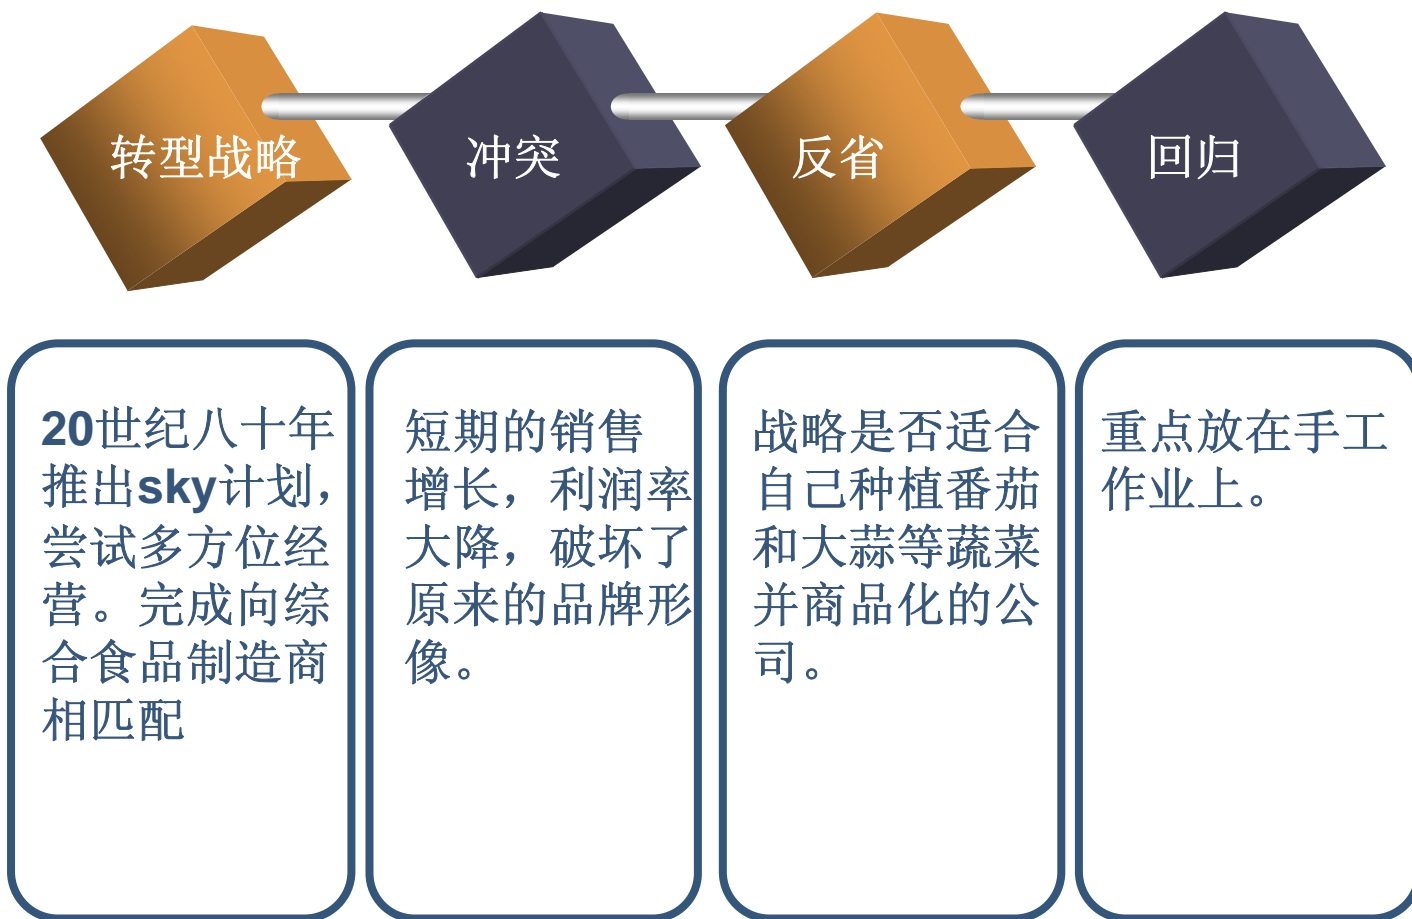 转型战略
冲突
反省
回归
20世纪八十年
推出sky计划，
尝试多方位经
营。完成向综
合食品制造商
相匹配
短期的销售
增长，利润率
大降，破坏了
原来的品牌形
像。
战略是否适合
自己种植番茄
和大蒜等蔬菜
并商品化的公
司。
重点放在手工
作业上。